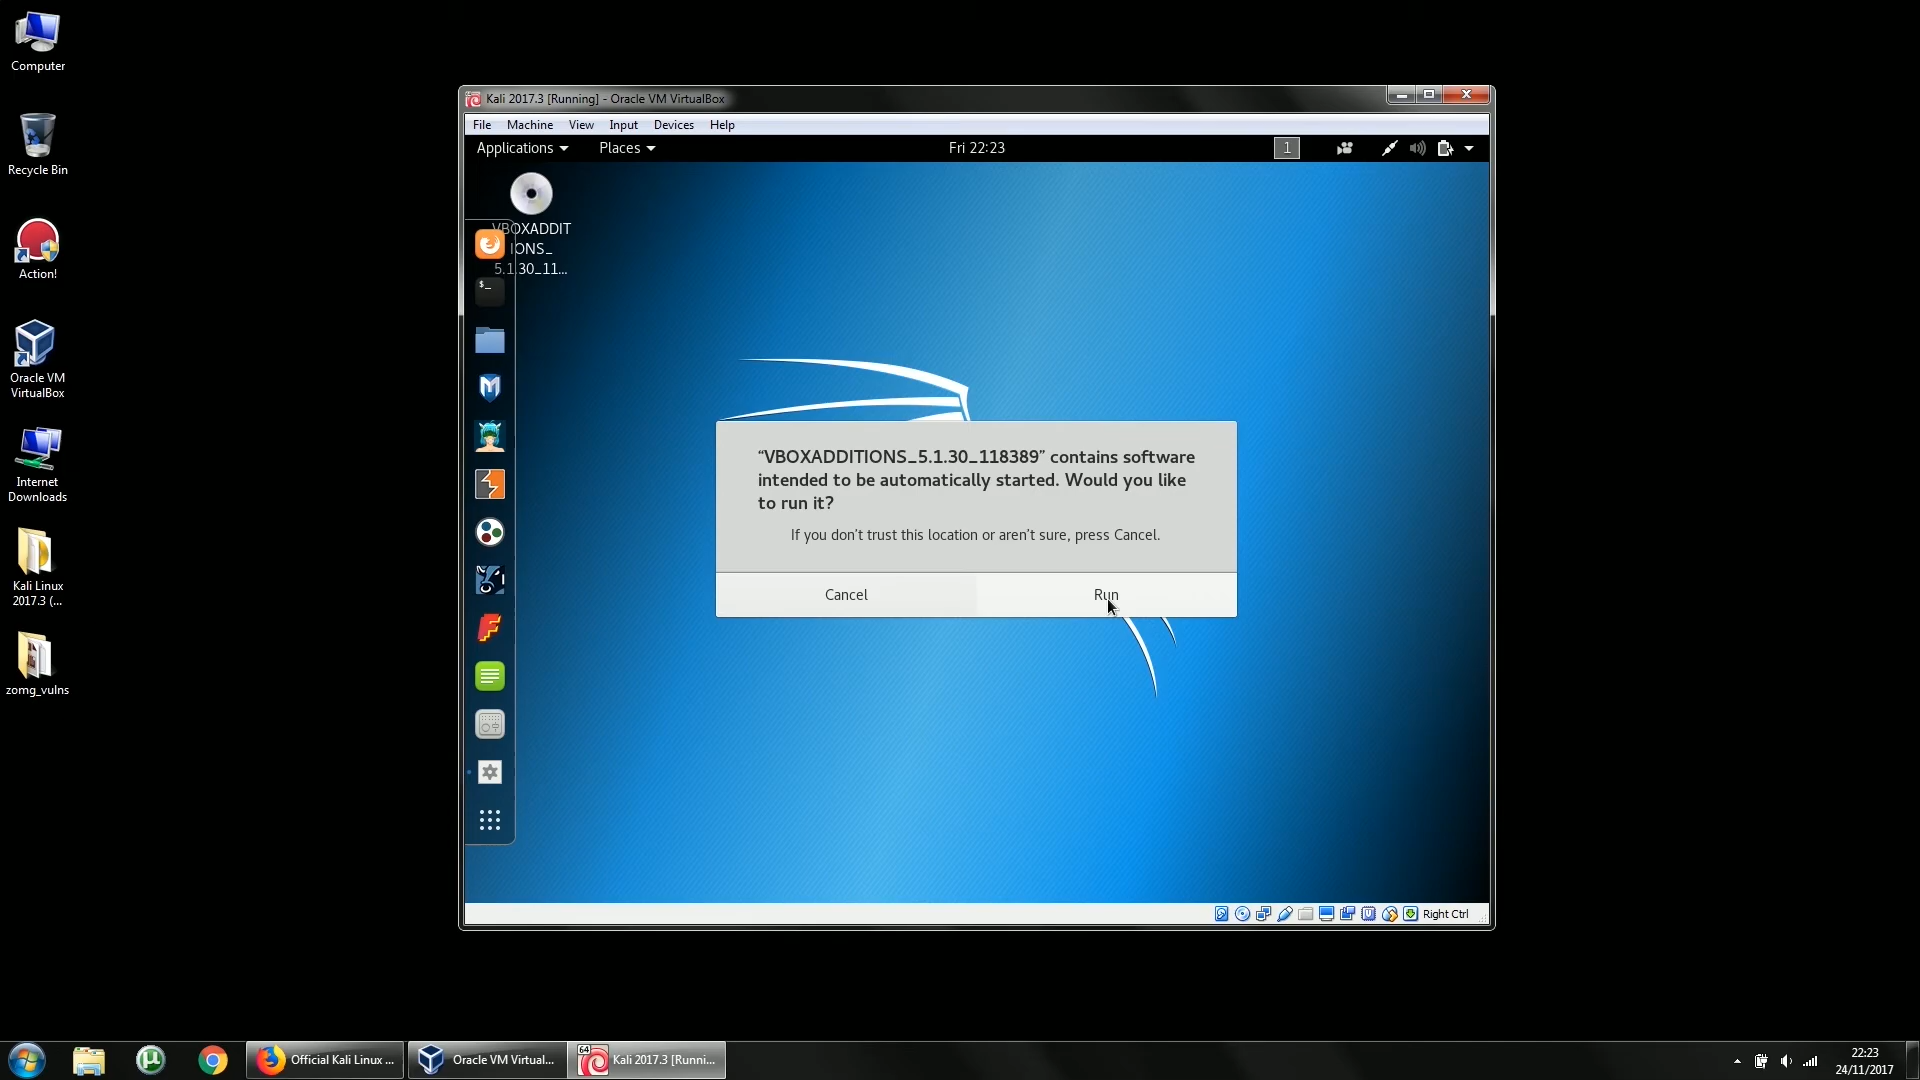 Computer
Recycle Bin
Action!
Oracle VM
VirtualBox
Internet
Downloads
Kali Linux
2017.3 (...
zomg_vulns
Kali 2017.3 [Running] - Oracle VM VirtualBox
File Machine View Input Devices Help
Applications Places Fri 22:23 1
VBOXADDIT
IONS_
5.1.30_11...
$_
“VBOXADDITIONS_5.1.30_118389” contains software
intended to be automatically started. Would you like
to run it?
If you don’t trust this location or aren’t sure, press Cancel.
Cancel Run
Right Ctrl
Official Kali Linux ...
Oracle VM Virtual...
64
Kali 2017.3 [Runni...
22:23
24/11/2017